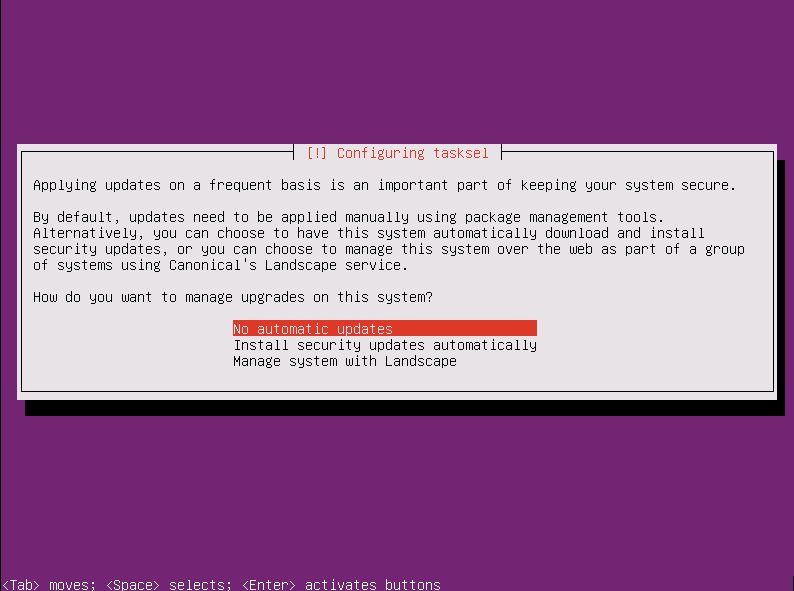 [!] Configuring tasksel
Applying updates on a frequent basis is an important part of keeping your system secure.
By default, updates need to be applied manually using package management tools.
Alternatively, you can choose to have this system automatically download and install
security updates, or you can choose to manage this system over the web as part of a group
of systems using Canonical's Landscape service.
How do you want to manage upgrades on this system?
No automatic updates
Install security updates automatically
Manage system with Landscape
<Tab> moves; <Space> selects; <Enter> activates buttons